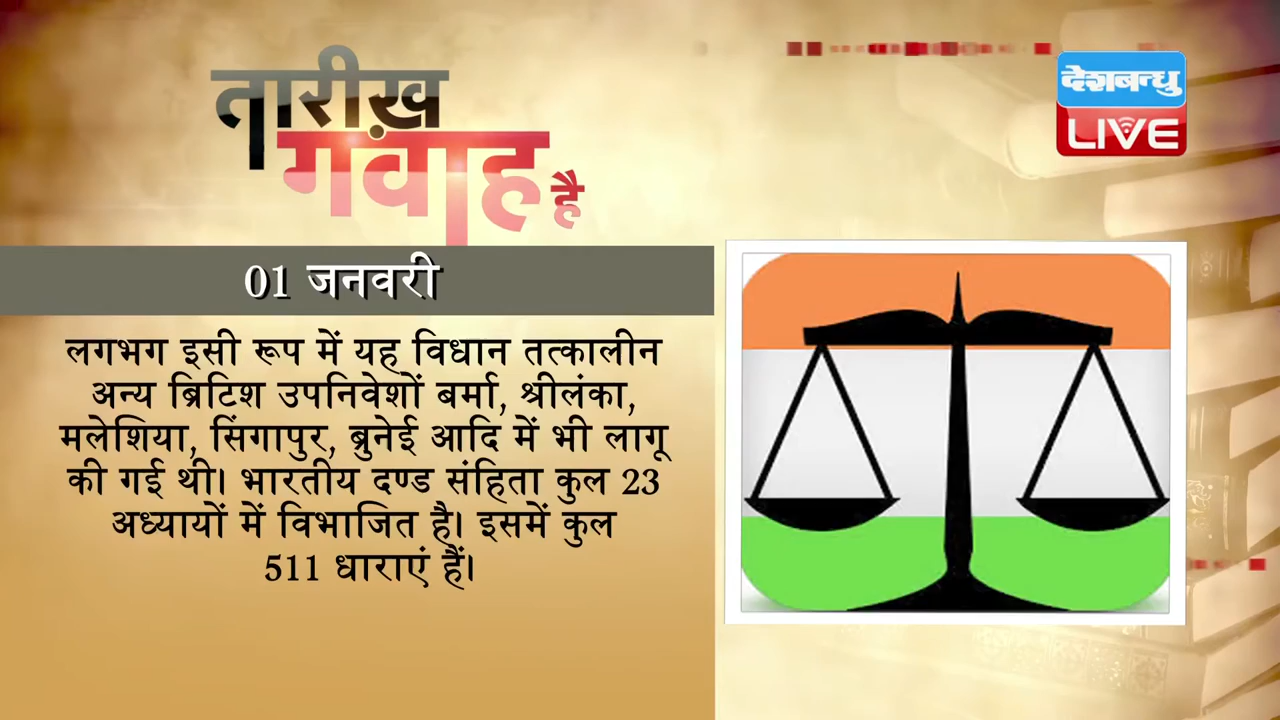 तारीख़
गवाह है
देशबन्धु
LIVE
01 जनवरी
लगभग इसी रूप में यह विधान तत्कालीन
अन्य ब्रिटिश उपनिवेशों बर्मा, श्रीलंका,
मलेशिया, सिंगापुर, ब्रुनेई आदि में भी लागू
की गई थी। भारतीय दण्ड संहिता कुल 23
अध्यायों में विभाजित है। इसमें कुल
511 धाराएं हैं।